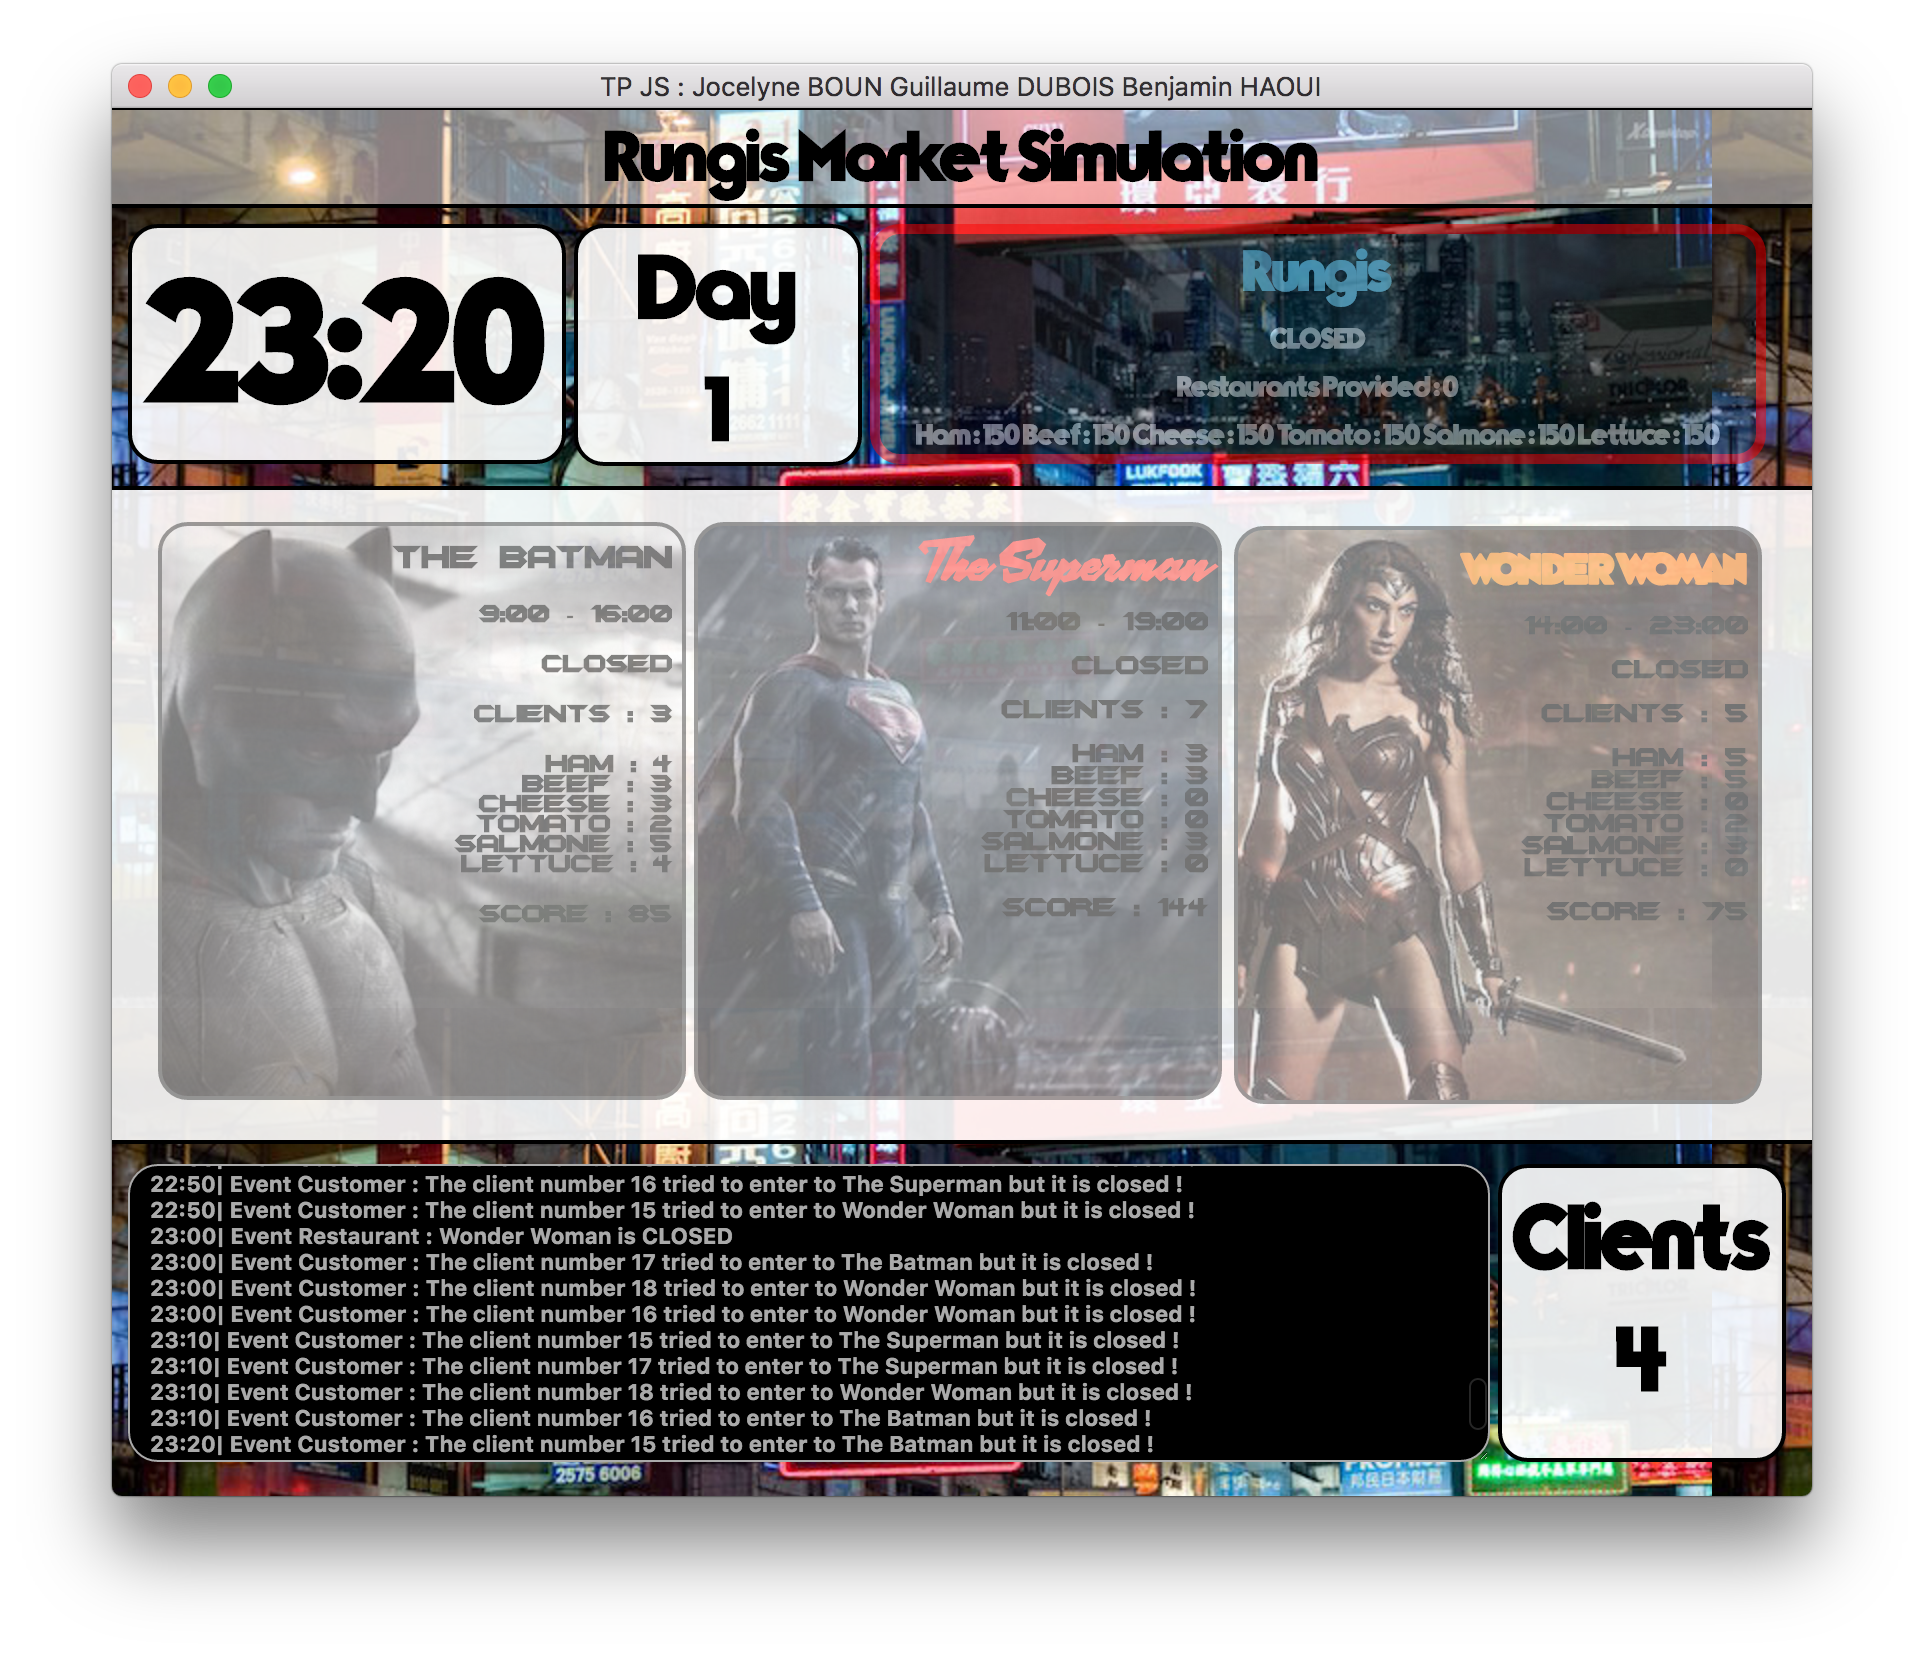 TP JS : Jocelyne BOUN Guillaume DUBOIS Benjamin HAOUI
Rungis Market Simulation
環亞表行
23:20
Day
1
Rungis
CLOSED
Restaurants Provided : 0
Ham : 150 Beef : 150 Cheese : 150 Tomato : 150 Salmone : 150 Lettuce : 150
LUKFOOK
THE BATMAN
9:00 - 16:00
CLOSED
CLIENTS : 3
HAM : 4
BEEF : 3
CHEESE : 3
TOMATO : 2
SALMONE : 5
LETTUCE : 4
SCORE : 85
The Superman
11:00 - 19:00
CLOSED
CLIENTS : 7
HAM : 3
BEEF : 3
CHEESE : 0
TOMATO : 0
SALMONE : 3
LETTUCE : 0
SCORE : 144
WONDER WOMAN
14:00 - 23:00
CLOSED
CLIENTS : 5
HAM : 5
BEEF : 5
CHEESE : 0
TOMATO : 2
SALMONE : 3
LETTUCE : 0
SCORE : 75
22:50| Event Customer : The client number 16 tried to enter to The Superman but it is closed !
22:50| Event Customer : The client number 15 tried to enter to Wonder Woman but it is closed !
23:00| Event Restaurant : Wonder Woman is CLOSED
23:00| Event Customer : The client number 17 tried to enter to The Batman but it is closed !
23:00| Event Customer : The client number 18 tried to enter to Wonder Woman but it is closed !
23:00| Event Customer : The client number 16 tried to enter to Wonder Woman but it is closed !
23:10| Event Customer : The client number 15 tried to enter to The Superman but it is closed !
23:10| Event Customer : The client number 17 tried to enter to The Superman but it is closed !
23:10| Event Customer : The client number 18 tried to enter to Wonder Woman but it is closed !
23:10| Event Customer : The client number 16 tried to enter to The Batman but it is closed !
23:20| Event Customer : The client number 15 tried to enter to The Batman but it is closed !
Clients
4
2575 6006